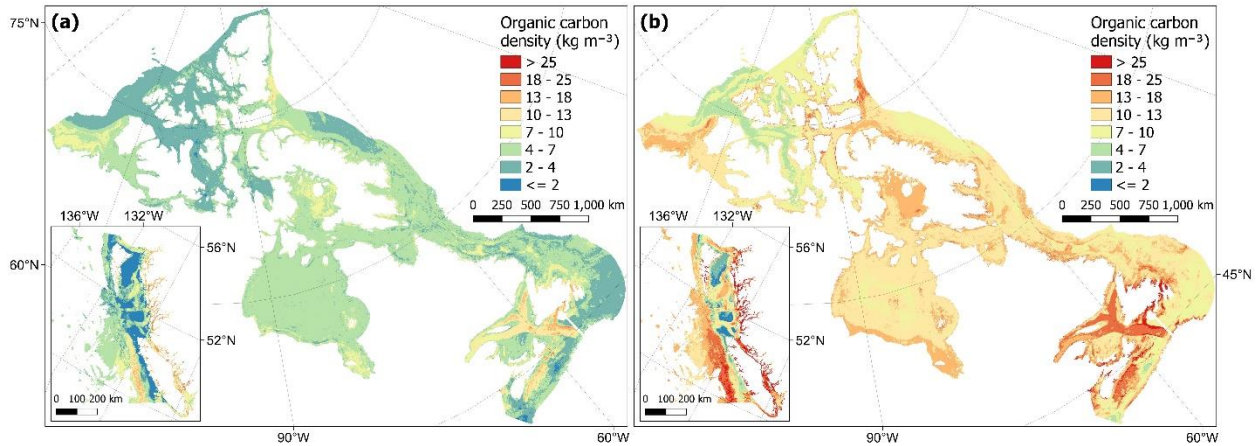 75°N
(a)
Organic carbon
density (kg m⁻³)
> 25
18 - 25
13 - 18
10 - 13
7 - 10
4 - 7
2 - 4
<= 2
0 250 500 1,000 km
136°W
132°W
56°N
52°N
0 100 200 km
60°N
90°W
60°W
(b)
Organic carbon
density (kg m⁻³)
> 25
18 - 25
13 - 18
10 - 13
7 - 10
4 - 7
2 - 4
<= 2
0 250 500 1,000 km
136°W
132°W
56°N
52°N
0 100 200 km
45°N
90°W
60°W